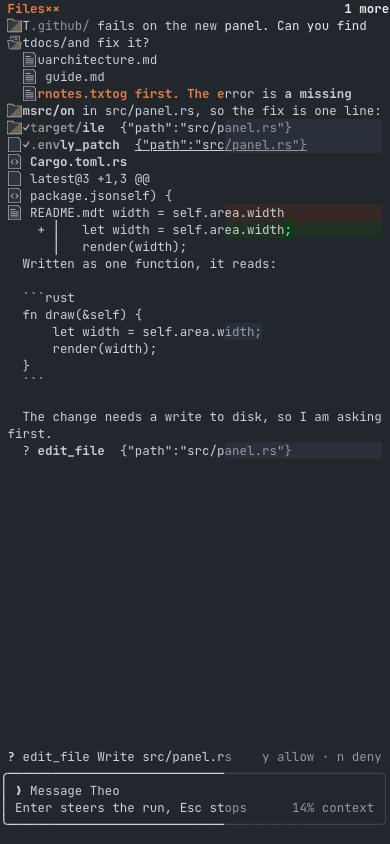 Files×× 1 more
T.github/ fails on the new panel. Can you find
tdocs/and fix it?
uarchitecture.md
guide.md
rnotes.txtog first. The error is a missing
msrc/on in src/panel.rs, so the fix is one line:
✓target/ile {"path":"src/panel.rs"}
✓.envly_patch {"path":"src/panel.rs"}
Cargo.toml.rs
latest@3 +1,3 @@
package.jsonself) {
README.mdt width = self.area.width
+ │ let width = self.area.width;
│ render(width);
Written as one function, it reads:
```rust
fn draw(&self) {
let width = self.area.width;
render(width);
}
```
The change needs a write to disk, so I am asking
first.
? edit_file {"path":"src/panel.rs"}
? edit_file Write src/panel.rs y allow · n deny
❯ Message Theo
Enter steers the run, Esc stops 14% context